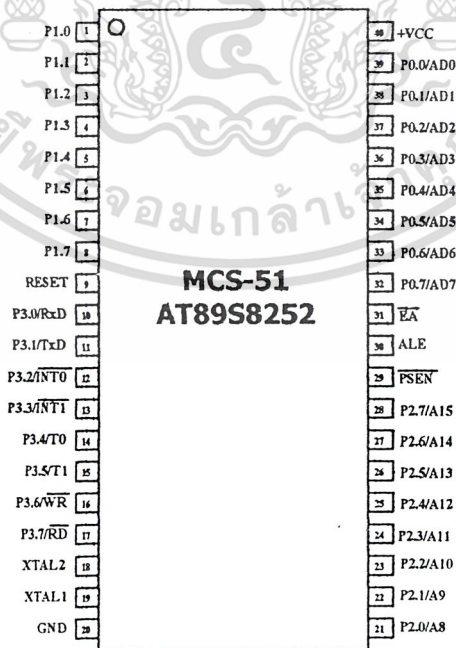 P1.0 1
P1.1 2
P1.2 3
P1.3 4
P1.4 5
P1.5 6
P1.6 7
P1.7 8
RESET 9
P3.0/RxD 10
P3.1/TxD 11
P3.2/INT0 12
P3.3/INT1 13
P3.4/T0 14
P3.5/T1 15
P3.6/WR 16
P3.7/RD 17
XTAL2 18
XTAL1 19
GND 20
MCS-51
AT89S8252
40 +VCC
39 P0.0/AD0
38 P0.1/AD1
37 P0.2/AD2
36 P0.3/AD3
35 P0.4/AD4
34 P0.5/AD5
33 P0.6/AD6
32 P0.7/AD7
31 EA
30 ALE
29 PSEN
28 P2.7/A15
27 P2.6/A14
26 P2.5/A13
25 P2.4/A12
24 P2.3/A11
23 P2.2/A10
22 P2.1/A9
21 P2.0/A8